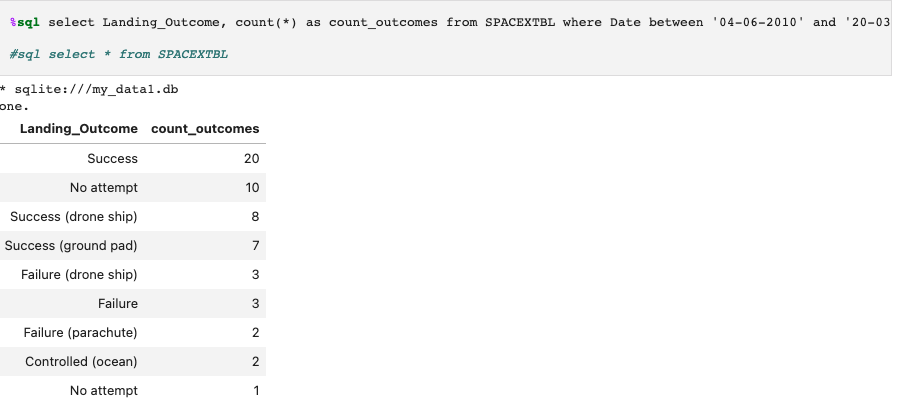 %sql select Landing_Outcome, count(*) as count_outcomes from SPACEXTBL where Date between '04-06-2010' and '20-03
#sql select * from SPACEXTBL
* sqlite:///my_data1.db
one.
Landing_Outcome count_outcomes
Success 20
No attempt 10
Success (drone ship) 8
Success (ground pad) 7
Failure (drone ship) 3
Failure 3
Failure (parachute) 2
Controlled (ocean) 2
No attempt 1